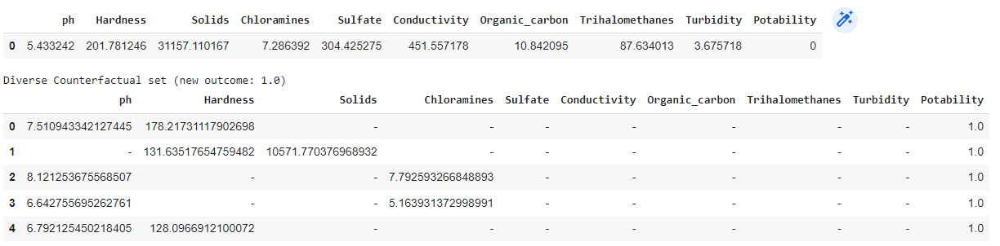 ph Hardness Solids Chloramines Sulfate Conductivity Organic_carbon Trihalomethanes Turbidity Potability
0 5.433242 201.781246 31157.110167 7.286392 304.425275 451.557178 10.842095 87.634013 3.675718 0
Diverse Counterfactual set (new outcome: 1.0)
ph Hardness Solids Chloramines Sulfate Conductivity Organic_carbon Trihalomethanes Turbidity Potability
0 7.510943342127445 178.21731117902698 - - - - - - - 1.0
1 - 131.63517654759482 10571.770376968932 - - - - - - 1.0
2 8.121253675568507 - - 7.792593266848893 - - - - - 1.0
3 6.642755695262761 - - 5.163931372998991 - - - - - 1.0
4 6.792125450218405 128.0966912100072 - - - - - - - 1.0